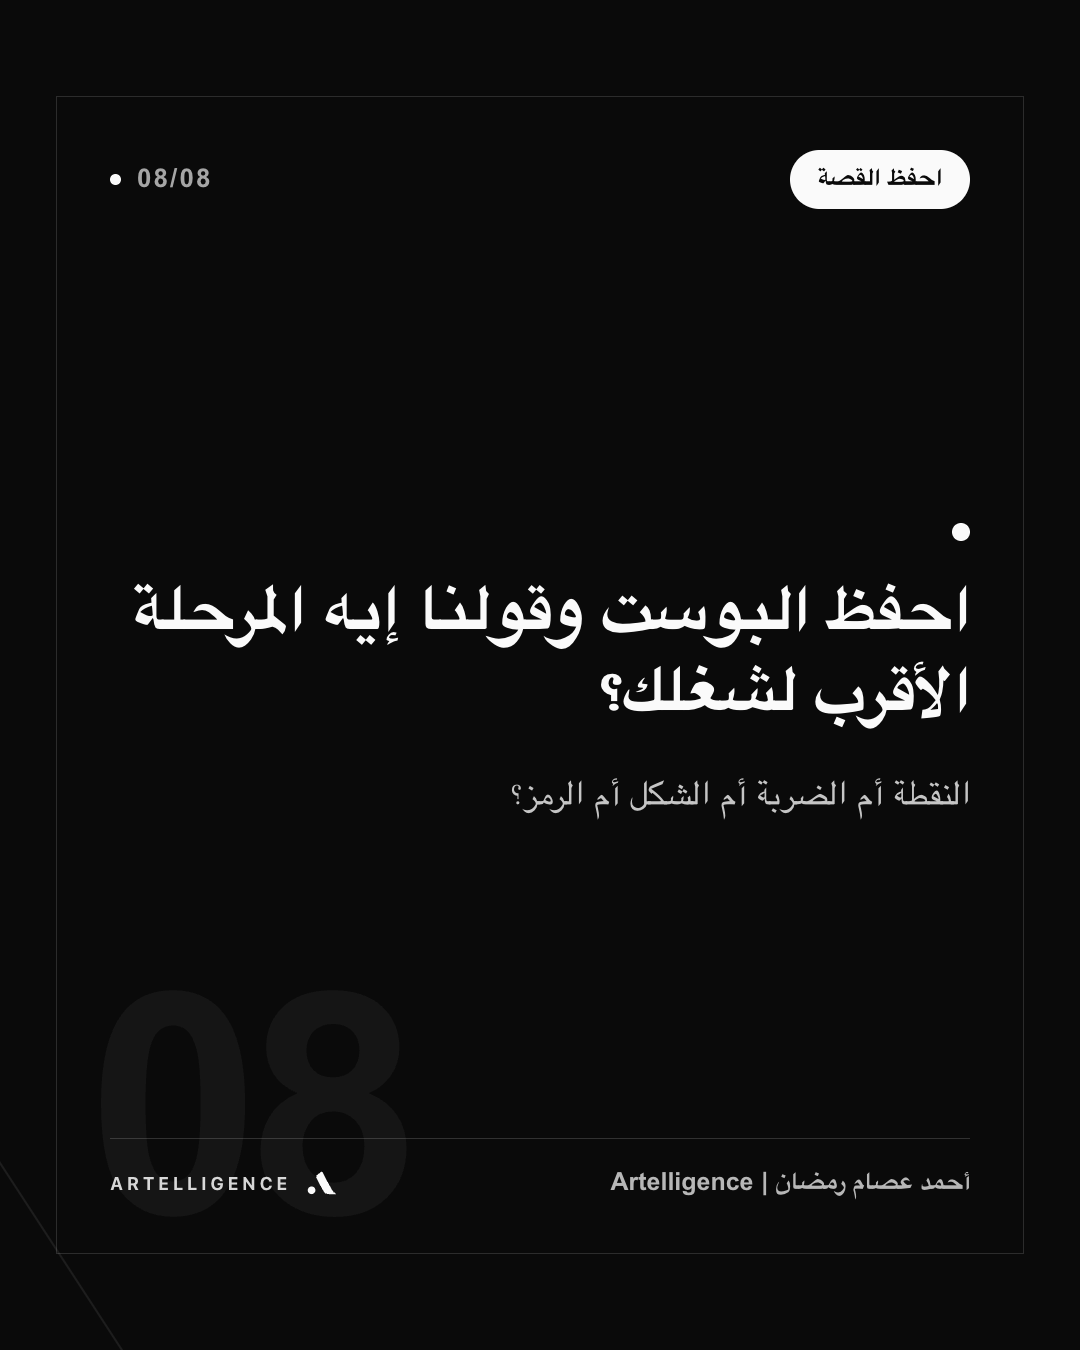 احفظ القصة
08/08
احفظ البوست وقولنا إيه المرحلة
الأقرب لشغلك؟
النقطة أم الضربة أم الشكل أم الرمز؟
08
أحمد عصام رمضان | Artelligence
ARTELLIGENCE